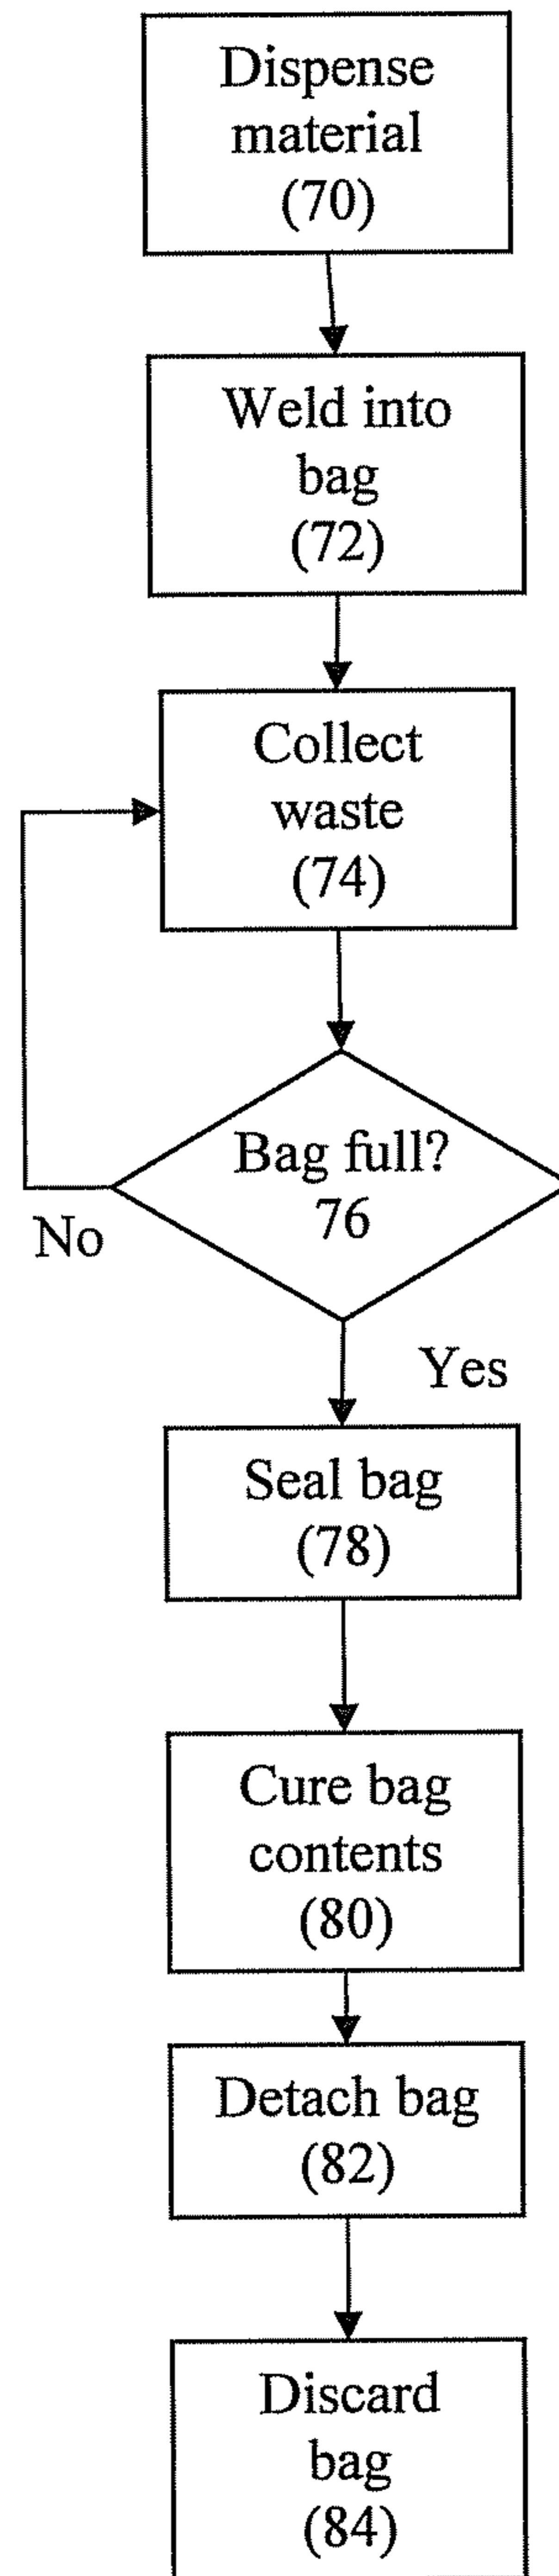 Dispense
material
(70)
Weld into
bag
(72)
Collect
waste
(74)
Bag full?
76
No
Yes
Seal bag
(78)
Cure bag
contents
(80)
Detach bag
(82)
Discard
bag
(84)